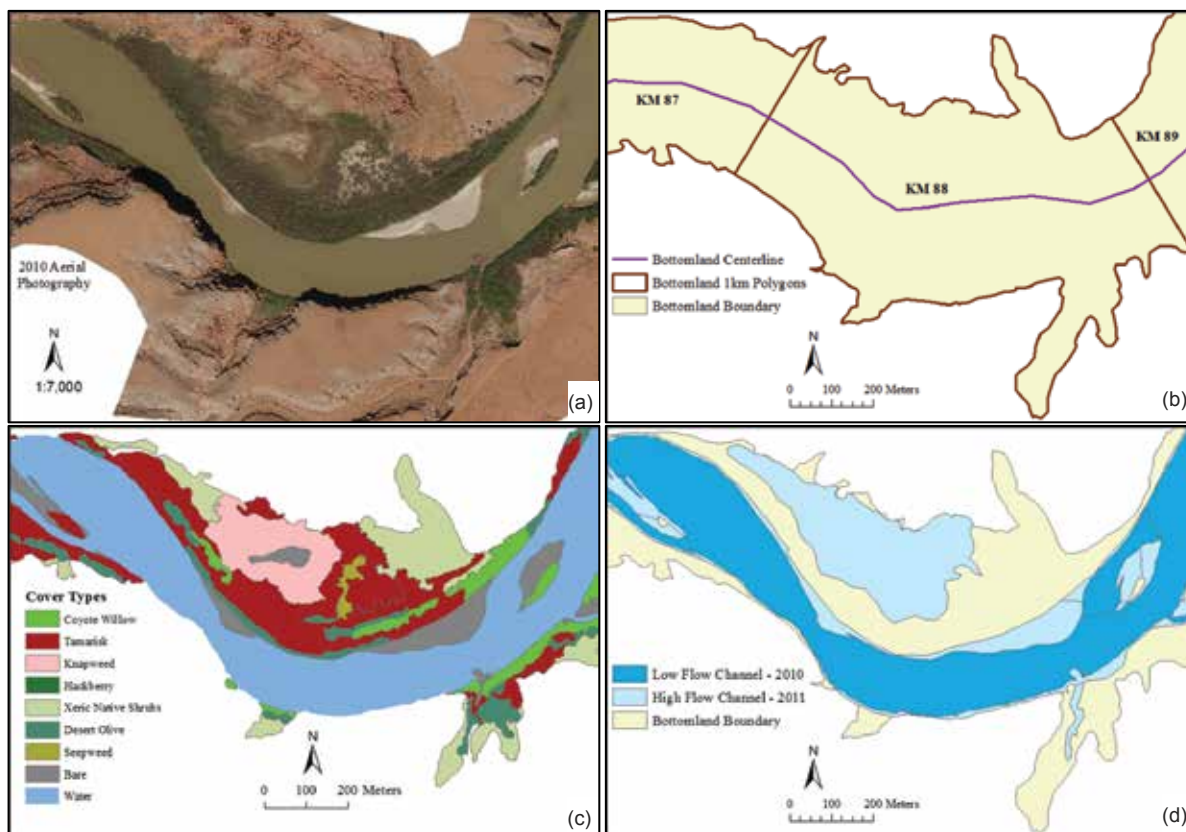 2010 Aerial
Photography
N
1:7,000
(a)
KM 87
KM 88
KM 89
Bottomland Centerline
Bottomland 1km Polygons
Bottomland Boundary
N
0 100 200 Meters
(b)
Cover Types
Coyote Willow
Tamarisk
Knapweed
Hackberry
Xeric Native Shrubs
Desert Olive
Seepweed
Bare
Water
N
0 100 200 Meters
(c)
Low Flow Channel - 2010
High Flow Channel - 2011
Bottomland Boundary
N
0 100 200 Meters
(d)